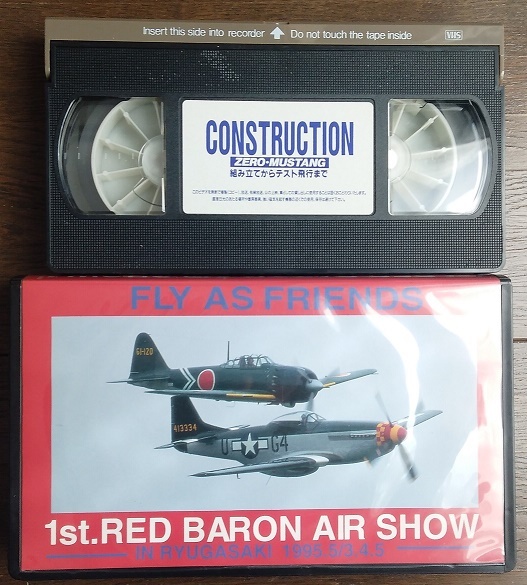 Insert this side into recorder ⬆ Do not touch the tape inside VHS
CONSTRUCTION
ZERO-MUSTANG
組み立てからテスト飛行まで
FLY AS FRIENDS
61-120
413334
U G4
1st.RED BARON AIR SHOW
IN RYUGASAKI 1995.5/3.4.5